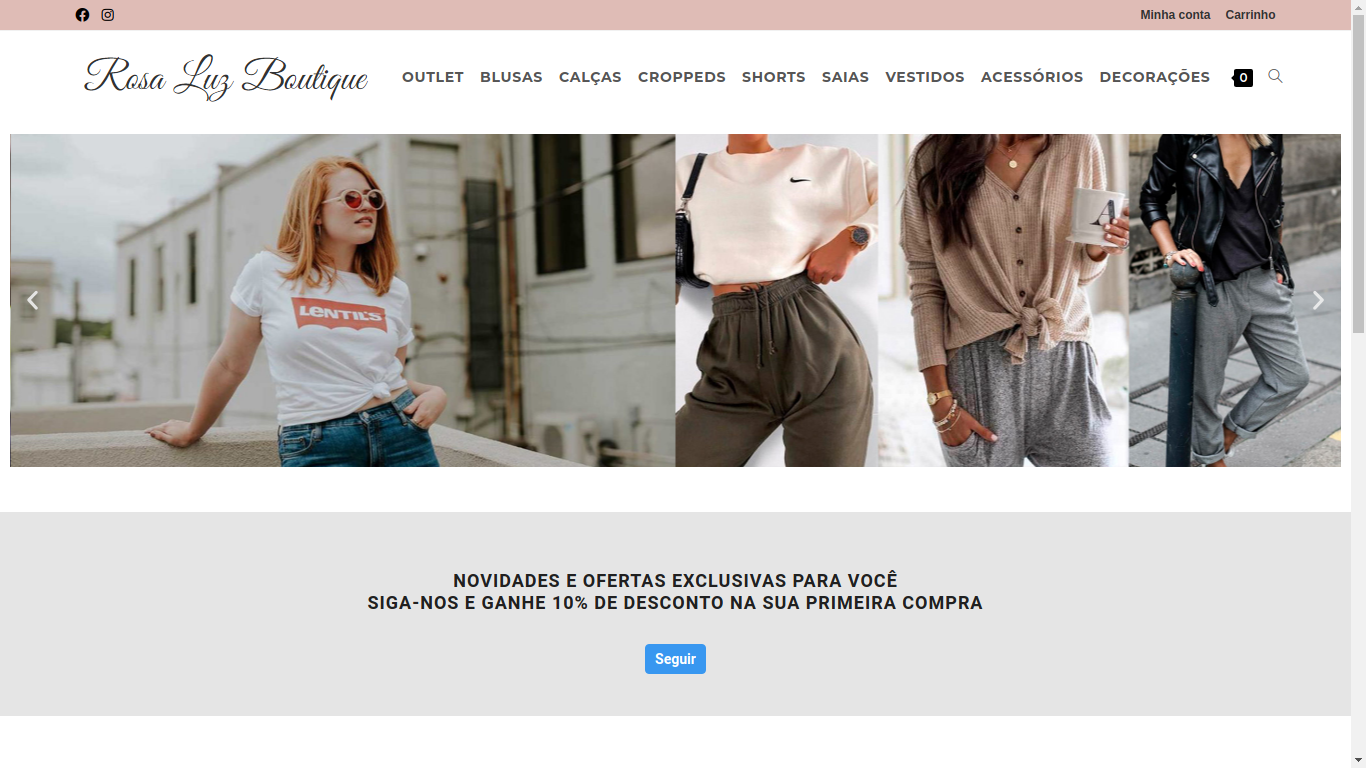 Minha conta Carrinho
Rosa Luz Boutique
OUTLET BLUSAS CALÇAS CROPPEDS SHORTS SAIAS VESTIDOS ACESSÓRIOS DECORAÇÕES 0
LENTILS
A
NOVIDADES E OFERTAS EXCLUSIVAS PARA VOCÊ
SIGA-NOS E GANHE 10% DE DESCONTO NA SUA PRIMEIRA COMPRA
Seguir